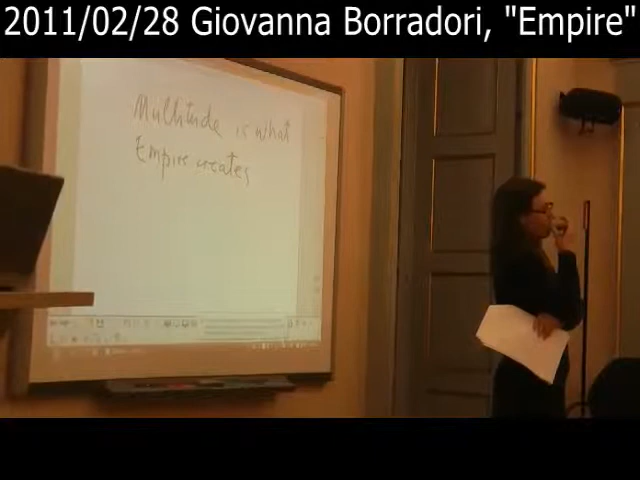 2011/02/28 Giovanna Borradori, "Empire"
Multitude is what
Empire creates